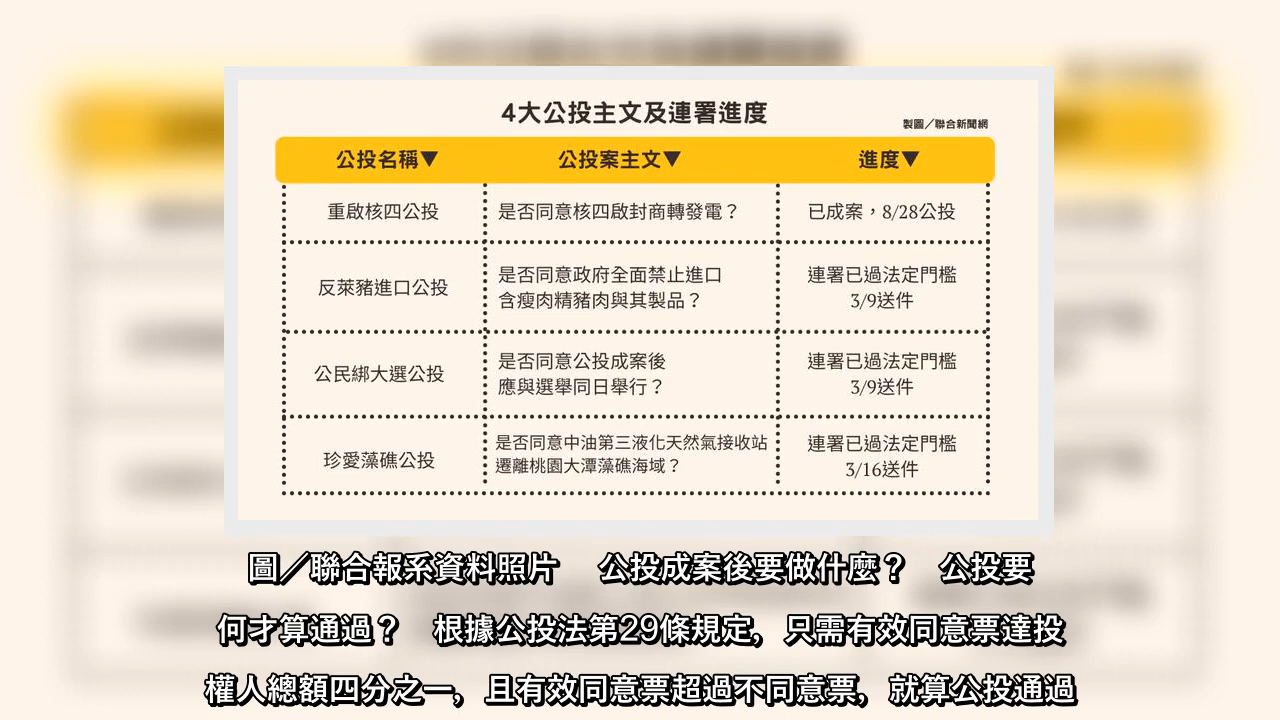 4大公投主文及連署進度
製圖／聯合新聞網
公投名稱▼ 公投案主文▼ 進度▼
重啟核四公投 是否同意核四啟封商轉發電？ 已成案，8/28公投
反萊豬進口公投 是否同意政府全面禁止進口
含瘦肉精豬肉與其製品？ 連署已過法定門檻
3/9送件
公民綁大選公投 是否同意公投成案後
應與選舉同日舉行？ 連署已過法定門檻
3/9送件
珍愛藻礁公投 是否同意中油第三液化天然氣接收站
遷離桃園大潭藻礁海域？ 連署已過法定門檻
3/16送件
圖／聯合報系資料照片 公投成案後要做什麼？ 公投要
何才算通過？ 根據公投法第29條規定，只需有效同意票達投
權人總額四分之一，且有效同意票超過不同意票，就算公投通過